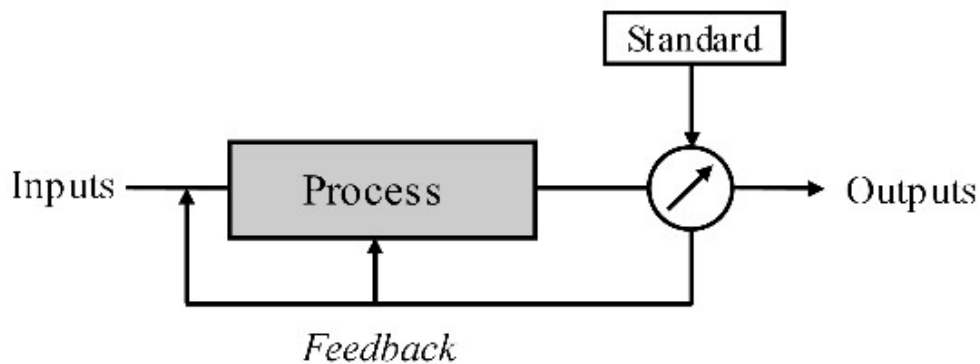 Standard
Inputs
Process
Outputs
Feedback